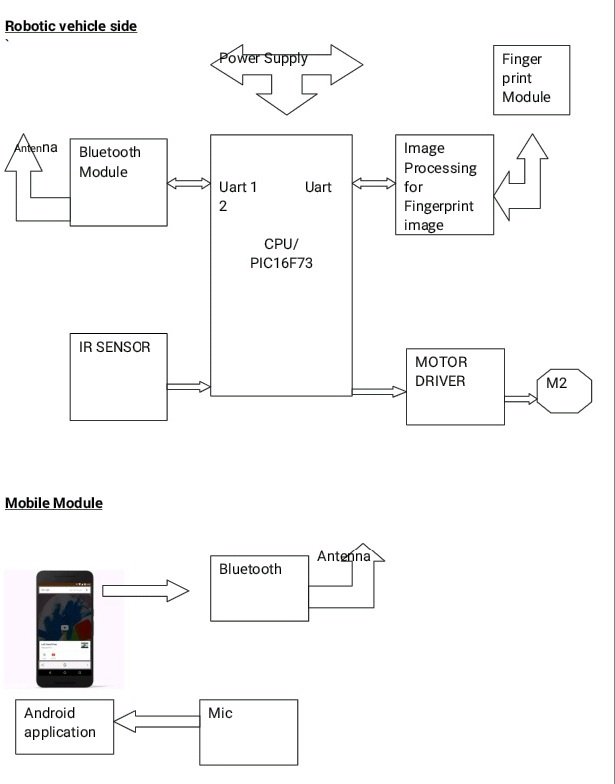 Robotic vehicle side
`
Power Supply
Finger
print
Module
Antenna
Bluetooth
Module
Image
Processing
for
Fingerprint
image
Uart 1 Uart
2
CPU/
PIC16F73
IR SENSOR
MOTOR
DRIVER
M2
Mobile Module
Bluetooth
Antenna
Android
application
Mic